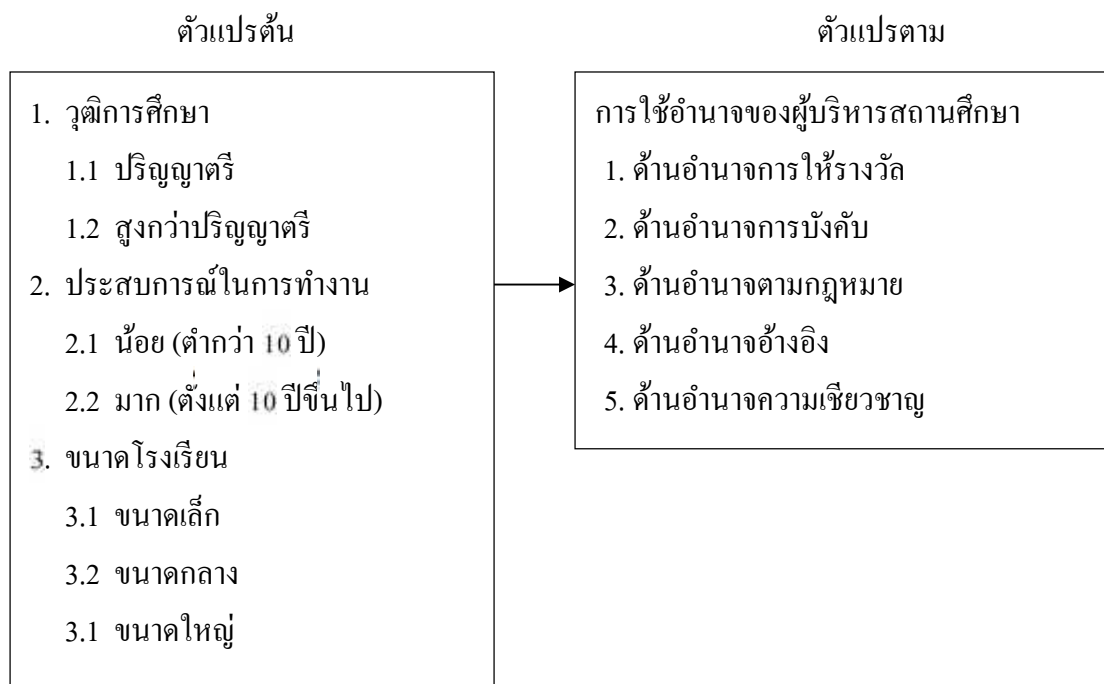 ตัวแปรต้น
1. วุฒิการศึกษา
1.1 ปริญญาตรี
1.2 สูงกว่าปริญญาตรี
2. ประสบการณ์ในการทำงาน
2.1 น้อย (ต่ำกว่า 10 ปี)
2.2 มาก (ตั้งแต่ 10 ปีขึ้นไป)
3. ขนาดโรงเรียน
3.1 ขนาดเล็ก
3.2 ขนาดกลาง
3.1 ขนาดใหญ่
ตัวแปรตาม
การใช้อำนาจของผู้บริหารสถานศึกษา
1. ด้านอำนาจการให้รางวัล
2. ด้านอำนาจการบังคับ
3. ด้านอำนาจตามกฎหมาย
4. ด้านอำนาจอ้างอิง
5. ด้านอำนาจความเชียวชาญ